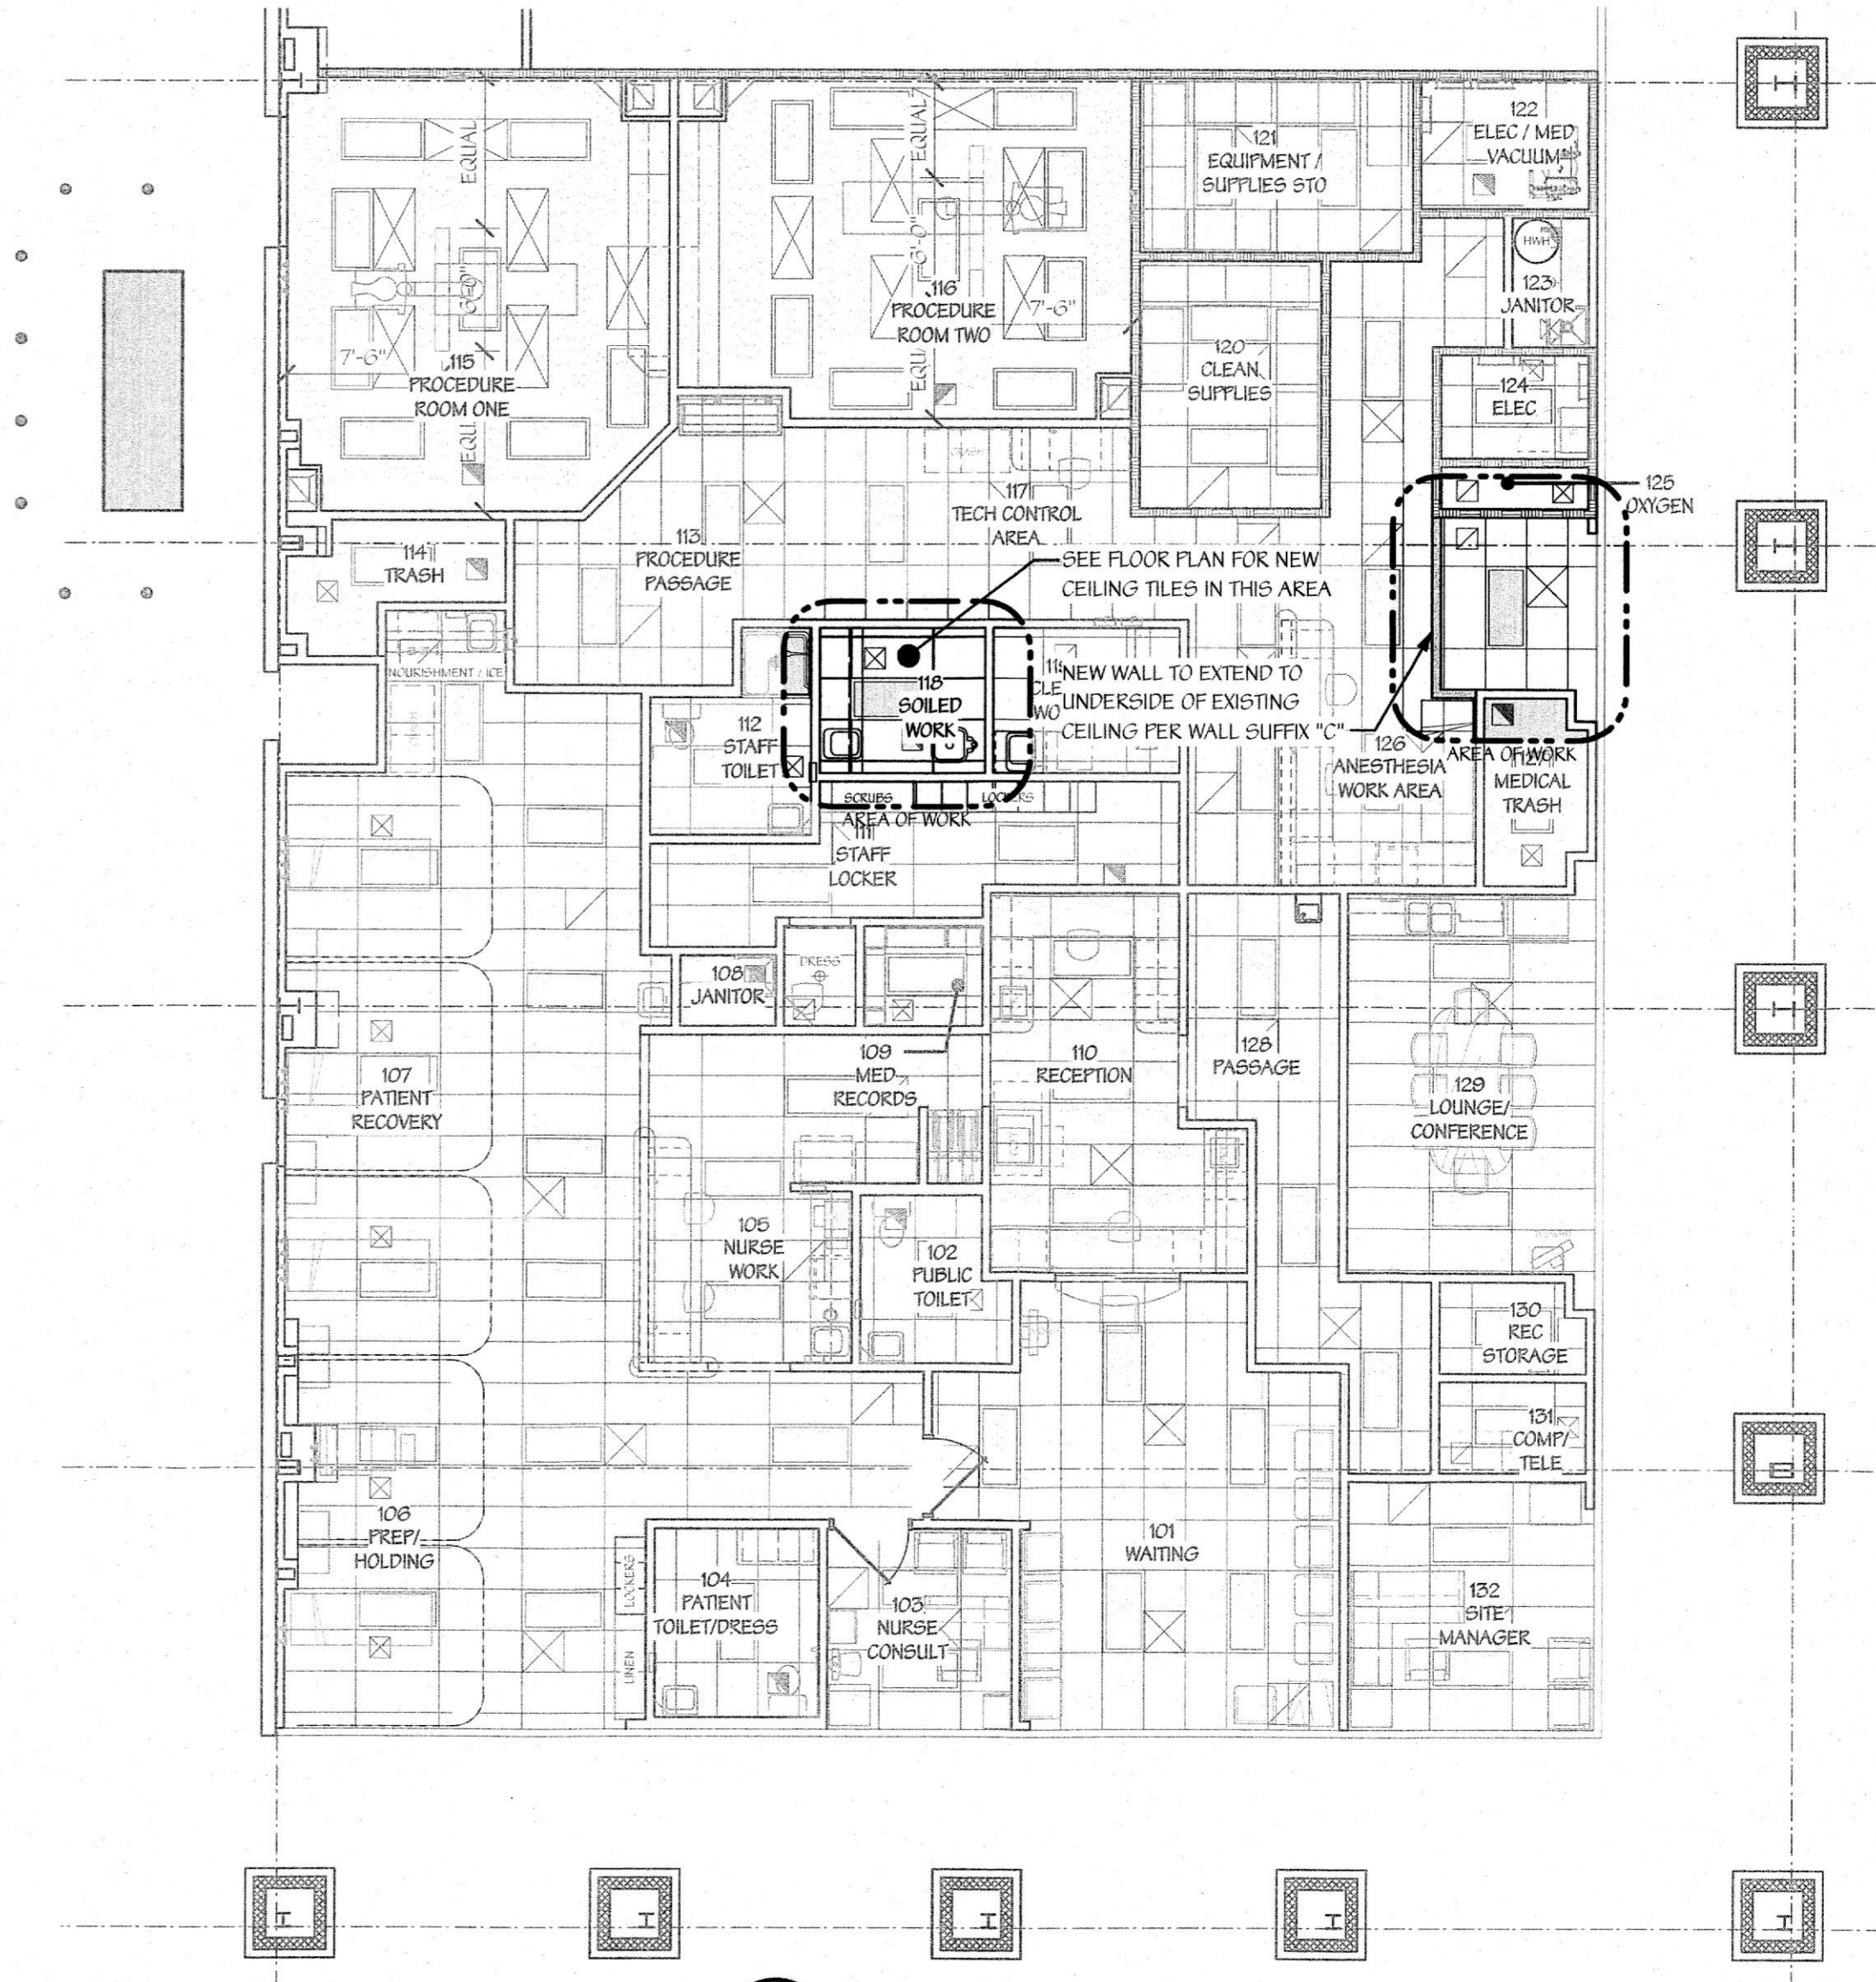 EQUAL
6'-0"
7'-6"
115
PROCEDURE
ROOM ONE
EQUAL
6'-0"
116
PROCEDURE
ROOM TWO
7'-6"
121
EQUIPMENT /
SUPPLIES STO
122
ELEC / MED
VACUUM
HWH
123
JANITOR
120
CLEAN
SUPPLIES
124
ELEC
125
OXYGEN
114
TRASH
113
PROCEDURE
PASSAGE
117
TECH CONTROL
AREA
SEE FLOOR PLAN FOR NEW
CEILING TILES IN THIS AREA
NOURISHMENT / ICE
118
SOILED
WORK
NEW WALL TO EXTEND TO
UNDERSIDE OF EXISTING
CEILING PER WALL SUFFIX "C"
112
STAFF
TOILET
126
ANESTHESIA
WORK AREA
AREA OF WORK
MEDICAL
TRASH
SCRUBS
LOCKERS
AREA OF WORK
111
STAFF
LOCKER
108
JANITOR
DRESS
109
MED
RECORDS
110
RECEPTION
128
PASSAGE
129
LOUNGE/
CONFERENCE
107
PATIENT
RECOVERY
105
NURSE
WORK
102
PUBLIC
TOILET
130
REC
STORAGE
131
COMP/
TELE
106
PREP/
HOLDING
LOCKERS
LINEN
104
PATIENT
TOILET/DRESS
103
NURSE
CONSULT
101
WAITING
132
SITE
MANAGER